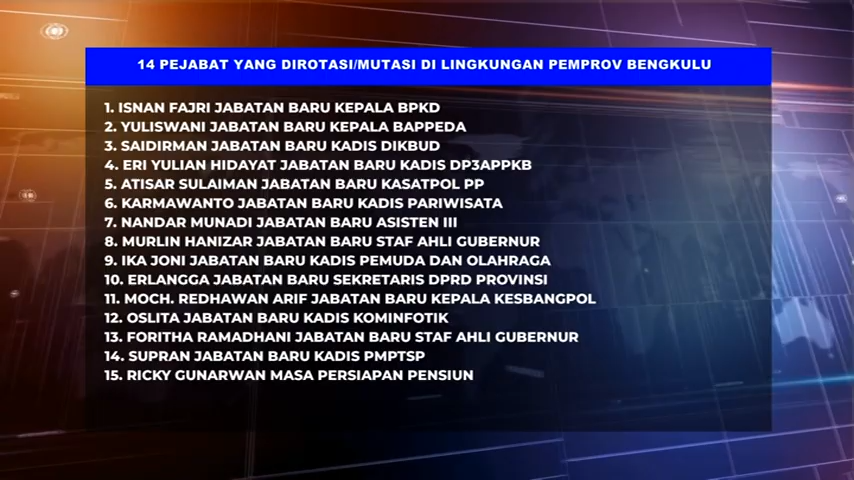 14 PEJABAT YANG DIROTASI/MUTASI DI LINGKUNGAN PEMPROV BENGKULU
1. ISNAN FAJRI JABATAN BARU KEPALA BPKD
2. YULISWANI JABATAN BARU KEPALA BAPPEDA
3. SAIDIRMAN JABATAN BARU KADIS DIKBUD
4. ERI YULIAN HIDAYAT JABATAN BARU KADIS DP3APPKB
5. ATISAR SULAIMAN JABATAN BARU KASATPOL PP
6. KARMAWANTO JABATAN BARU KADIS PARIWISATA
7. NANDAR MUNADI JABATAN BARU ASISTEN III
8. MURLIN HANIZAR JABATAN BARU STAF AHLI GUBERNUR
9. IKA JONI JABATAN BARU KADIS PEMUDA DAN OLAHRAGA
10. ERLANGGA JABATAN BARU SEKRETARIS DPRD PROVINSI
11. MOCH. REDHAWAN ARIF JABATAN BARU KEPALA KESBANGPOL
12. OSLITA JABATAN BARU KADIS KOMINFOTIK
13. FORITHA RAMADHANI JABATAN BARU STAF AHLI GUBERNUR
14. SUPRAN JABATAN BARU KADIS PMPTSP
15. RICKY GUNARWAN MASA PERSIAPAN PENSIUN